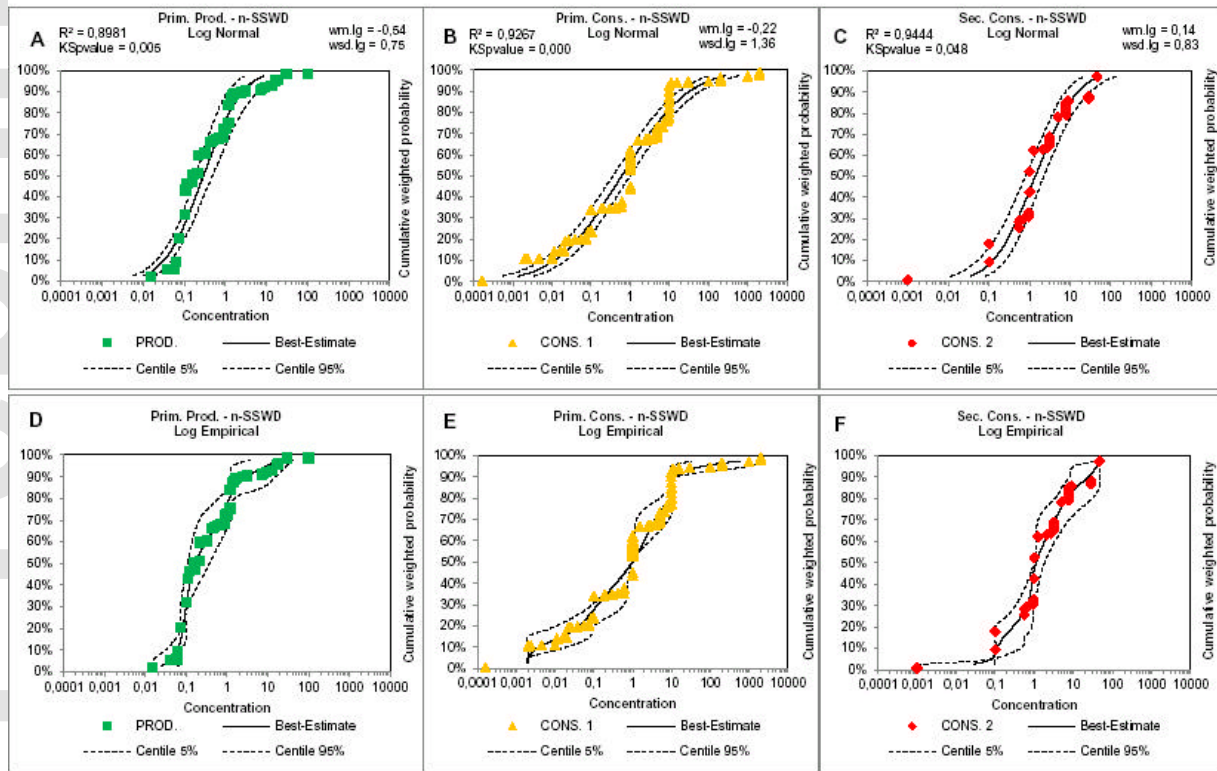 A
Prim. Prod. - n-SSWD
Log Normal
R² = 0,8981
KSpvalue = 0,005
wm.lg = -0,54
wsd.lg = 0,75
100%
90%
80%
70%
60%
50%
40%
30%
20%
10%
0%
0,0001 0,001 0,01 0,1 1 10 100 1000 10000
Concentration
Cumulative weighted probability
PROD. Best-Estimate
Centile 5% Centile 95%
B
Prim. Cons. - n-SSWD
Log Normal
R² = 0,9267
KSpvalue = 0,000
wm.lg = -0,22
wsd.lg = 1,36
100%
90%
80%
70%
60%
50%
40%
30%
20%
10%
0%
0,0001 0,001 0,01 0,1 1 10 100 1000 10000
Concentration
Cumulative weighted probability
CONS. 1 Best-Estimate
Centile 5% Centile 95%
C
Sec. Cons. - n-SSWD
Log Normal
R² = 0,9444
KSpvalue = 0,048
wm.lg = 0,14
wsd.lg = 0,83
100%
90%
80%
70%
60%
50%
40%
30%
20%
10%
0%
0,0001 0,001 0,01 0,1 1 10 100 1000 10000
Concentration
Cumulative weighted probability
CONS. 2 Best-Estimate
Centile 5% Centile 95%
D
Prim. Prod. - n-SSWD
Log Empirical
100%
90%
80%
70%
60%
50%
40%
30%
20%
10%
0%
0,0001 0,001 0,01 0,1 1 10 100 1000 10000
Concentration
Cumulative weighted probability
PROD. Best-Estimate
Centile 5% Centile 95%
E
Prim. Cons. - n-SSWD
Log Empirical
100%
90%
80%
70%
60%
50%
40%
30%
20%
10%
0%
0,0001 0,001 0,01 0,1 1 10 100 1000 10000
Concentration
Cumulative weighted probability
CONS. 1 Best-Estimate
Centile 5% Centile 95%
F
Sec. Cons. - n-SSWD
Log Empirical
100%
90%
80%
70%
60%
50%
40%
30%
20%
10%
0%
0,0001 0,001 0,01 0,1 1 10 100 1000 10000
Concentration
Cumulative weighted probability
CONS. 2 Best-Estimate
Centile 5% Centile 95%